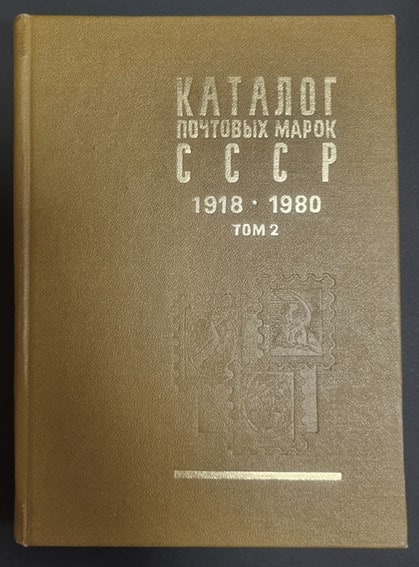 КАТАЛОГ
ПОЧТОВЫХ МАРОК
СССР
1918 · 1980
ТОМ 2